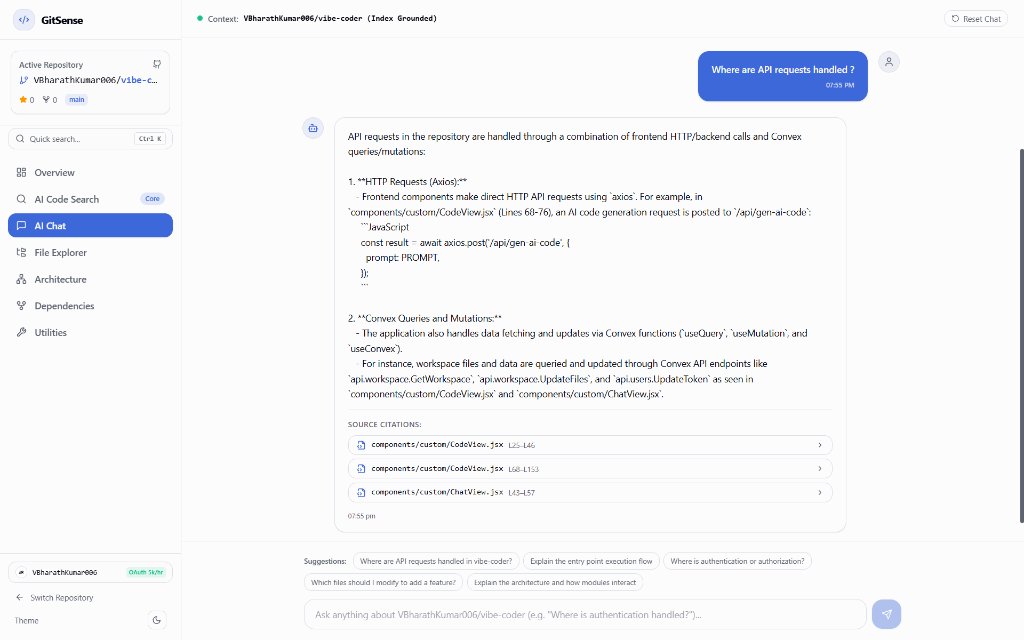 </> GitSense
Active Repository
VBharathKumar006/vibe-c...
0 0 main
Quick search... Ctrl K
Overview
AI Code Search Core
AI Chat
File Explorer
Architecture
Dependencies
Utilities
VBharathKumar006 OAuth 5k/hr
Switch Repository
Theme
Context: VBharathKumar006/vibe-coder (Index Grounded)
Reset Chat
Where are API requests handled ?
07:55 PM
API requests in the repository are handled through a combination of frontend HTTP/backend calls and Convex
queries/mutations:
1. **HTTP Requests (Axios):**
- Frontend components make direct HTTP API requests using `axios`. For example, in
`components/custom/CodeView.jsx` (Lines 68-76), an AI code generation request is posted to `/api/gen-ai-code`:
```JavaScript
const result = await axios.post('/api/gen-ai-code', {
prompt: PROMPT,
});
```
2. **Convex Queries and Mutations:**
- The application also handles data fetching and updates via Convex functions (`useQuery`, `useMutation`, and
`useConvex`).
- For instance, workspace files and data are queried and updated through Convex API endpoints like
`api.workspace.GetWorkspace`, `api.workspace.UpdateFiles`, and `api.users.UpdateToken` as seen in
`components/custom/CodeView.jsx` and `components/custom/ChatView.jsx`.
SOURCE CITATIONS:
components/custom/CodeView.jsx L25–L46
components/custom/CodeView.jsx L68–L153
components/custom/ChatView.jsx L43–L57
07:55 pm
Suggestions: Where are API requests handled in vibe-coder? Explain the entry point execution flow Where is authentication or authorization?
Which files should I modify to add a feature? Explain the architecture and how modules interact
Ask anything about VBharathKumar006/vibe-coder (e.g. "Where is authentication handled?")...